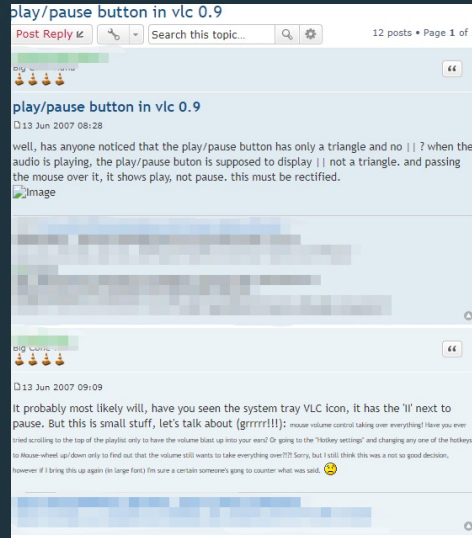 play/pause button in vlc 0.9
Post Reply Search this topic... 12 posts • Page 1 of
play/pause button in vlc 0.9
13 Jun 2007 08:28
well, has anyone noticed that the play/pause button has only a triangle and no || ? when the
audio is playing, the play/pause buton is supposed to display || not a triangle. and passing
the mouse over it, it shows play, not pause. this must be rectified.
Image
13 Jun 2007 09:09
It probably most likely will, have you seen the system tray VLC icon, it has the 'II' next to
pause. But this is small stuff, let's talk about (grrrrr!!!): mouse volume control taking over everything! Have you ever
tried scrolling to the top of the playlist only to have the volume blast up into your ears? Or going to the "Hotkey settings" and changing any one of the hotkeys
to Mouse-wheel up/down only to find out that the volume still wants to take everything over?!?! Sorry, but I still think this was a not so good decision,
however if I bring this up again (in large font) I'm sure a certain someone's gong to counter what was said.